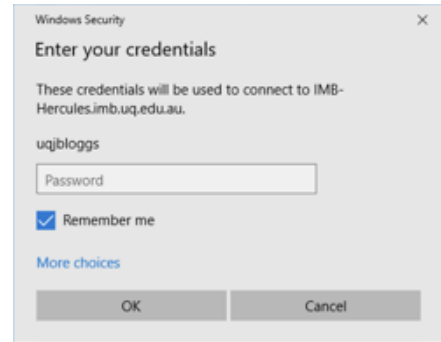 Windows Security
Enter your credentials
These credentials will be used to connect to IMB-
Hercules.imb.uq.edu.au.
uqjbloggs
Password
Remember me
More choices
OK Cancel